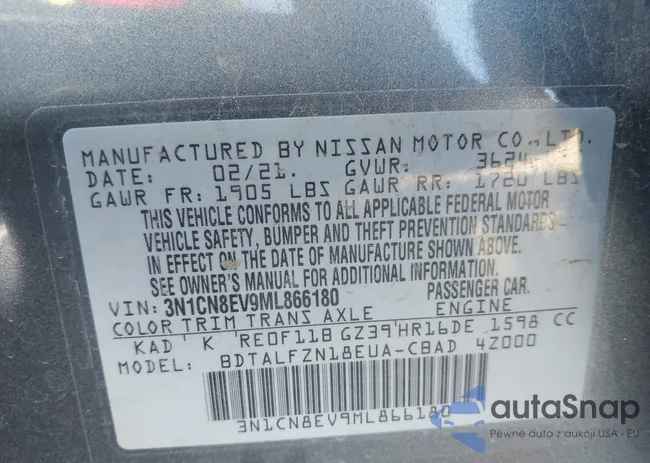 MANUFACTURED BY NISSAN MOTOR CO., LTD.
DATE: 02/21. GVWR: 3624
GAWR FR: 1905 LBS GAWR RR: 1720 LBS
THIS VEHICLE CONFORMS TO ALL APPLICABLE FEDERAL MOTOR
VEHICLE SAFETY, BUMPER AND THEFT PREVENTION STANDARDS
IN EFFECT ON THE DATE OF MANUFACTURE SHOWN ABOVE.
SEE OWNER'S MANUAL FOR MORE INFORMATION.
VIN: 3N1CN8EV9ML866180 PASSENGER CAR.
COLOR TRIM TRANS AXLE ENGINE
KAD K RE0F11B GZ39 HR16DE 1598 CC
MODEL: BDTALFZN18EUA-CBAD 4Z000
3N1CN8EV9ML866180
autoSnap
Pewne auta z aukcji USA i EU